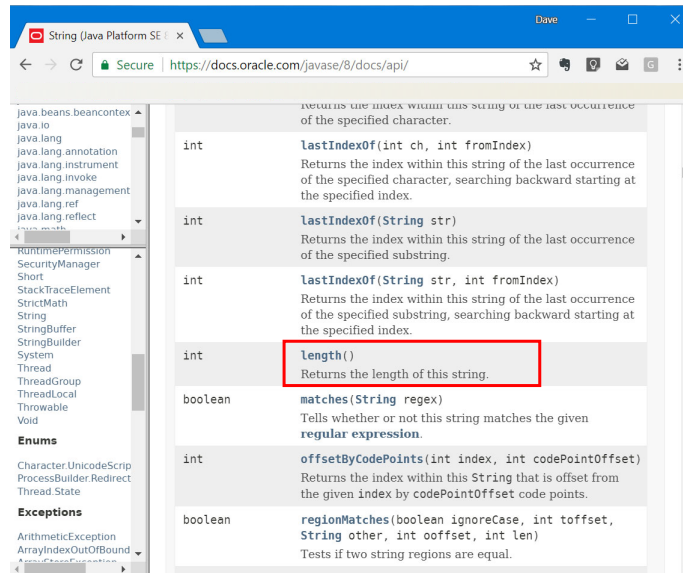 Dave
String (Java Platform SE 8
Secure https://docs.oracle.com/javase/8/docs/api/
G
java.beans.beancontex
java.io
java.lang
java.lang.annotation
java.lang.instrument
java.lang.invoke
java.lang.management
java.lang.ref
java.lang.reflect
java.math
RuntimePermission
SecurityManager
Short
StackTraceElement
StrictMath
String
StringBuffer
StringBuilder
System
Thread
ThreadGroup
ThreadLocal
Throwable
Void
Enums
Character.UnicodeScrip
ProcessBuilder.Redirect
Thread.State
Exceptions
ArithmeticException
ArrayIndexOutOfBound
ArrayStoreException
Returns the index within this string of the last occurrence
of the specified character.
int lastIndexOf(int ch, int fromIndex)
Returns the index within this string of the last occurrence
of the specified character, searching backward starting at
the specified index.
int lastIndexOf(String str)
Returns the index within this string of the last occurrence
of the specified substring.
int lastIndexOf(String str, int fromIndex)
Returns the index within this string of the last occurrence
of the specified substring, searching backward starting at
the specified index.
int length()
Returns the length of this string.
boolean matches(String regex)
Tells whether or not this string matches the given
regular expression.
int offsetByCodePoints(int index, int codePointOffset)
Returns the index within this String that is offset from
the given index by codePointOffset code points.
boolean regionMatches(boolean ignoreCase, int toffset,
String other, int ooffset, int len)
Tests if two string regions are equal.